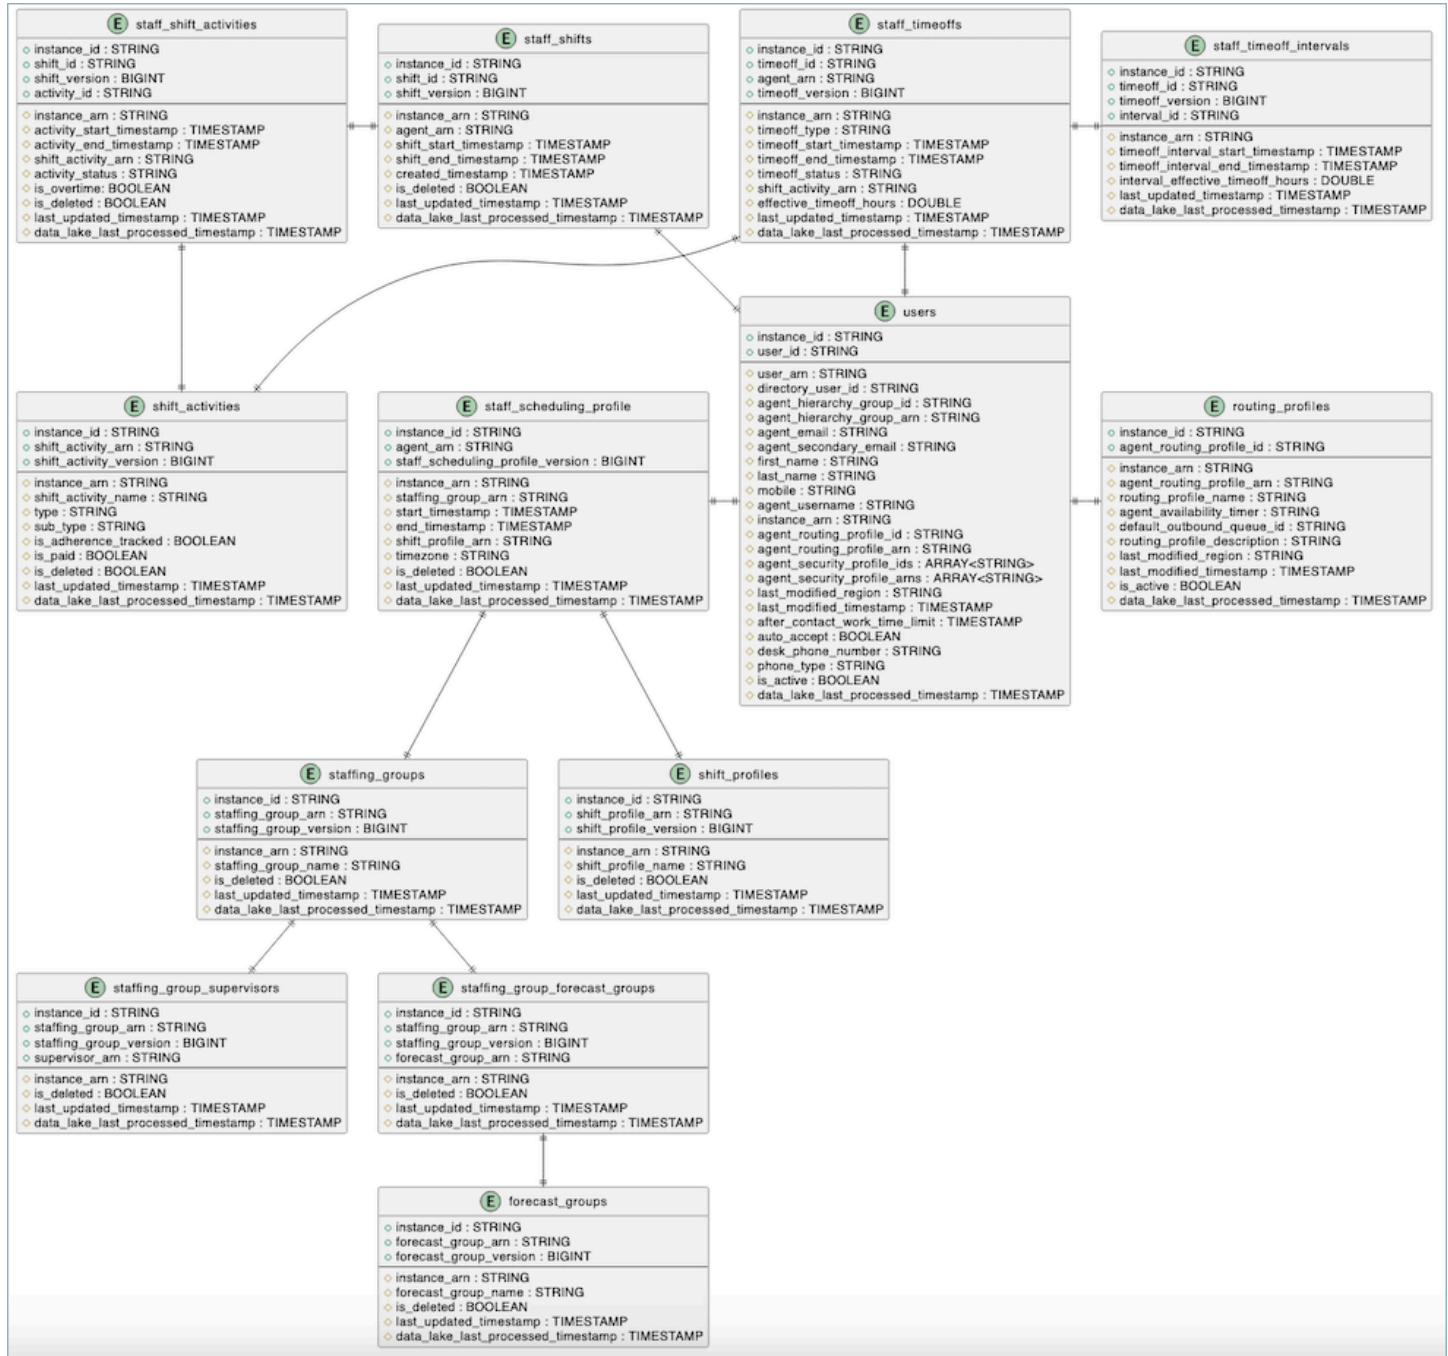 E staff_shift_activities
instance_id : STRING
shift_id : STRING
shift_version : BIGINT
activity_id : STRING
instance_arn : STRING
activity_start_timestamp : TIMESTAMP
activity_end_timestamp : TIMESTAMP
shift_activity_arn : STRING
activity_status : STRING
is_overtime: BOOLEAN
is_deleted : BOOLEAN
last_updated_timestamp : TIMESTAMP
data_lake_last_processed_timestamp : TIMESTAMP
E staff_shifts
instance_id : STRING
shift_id : STRING
shift_version : BIGINT
instance_arn : STRING
agent_arn : STRING
shift_start_timestamp : TIMESTAMP
shift_end_timestamp : TIMESTAMP
created_timestamp : TIMESTAMP
is_deleted : BOOLEAN
last_updated_timestamp : TIMESTAMP
data_lake_last_processed_timestamp : TIMESTAMP
E staff_timeoffs
instance_id : STRING
timeoff_id : STRING
agent_arn : STRING
timeoff_version : BIGINT
instance_arn : STRING
timeoff_type : STRING
timeoff_start_timestamp : TIMESTAMP
timeoff_end_timestamp : TIMESTAMP
timeoff_status : STRING
shift_activity_arn : STRING
effective_timeoff_hours : DOUBLE
last_updated_timestamp : TIMESTAMP
data_lake_last_processed_timestamp : TIMESTAMP
E staff_timeoff_intervals
instance_id : STRING
timeoff_id : STRING
timeoff_version : BIGINT
interval_id : STRING
instance_arn : STRING
timeoff_interval_start_timestamp : TIMESTAMP
timeoff_interval_end_timestamp : TIMESTAMP
interval_effective_timeoff_hours : DOUBLE
last_updated_timestamp : TIMESTAMP
data_lake_last_processed_timestamp : TIMESTAMP
E shift_activities
instance_id : STRING
shift_activity_arn : STRING
shift_activity_version : BIGINT
instance_arn : STRING
shift_activity_name : STRING
type : STRING
sub_type : STRING
is_adherence_tracked : BOOLEAN
is_paid : BOOLEAN
is_deleted : BOOLEAN
last_updated_timestamp : TIMESTAMP
data_lake_last_processed_timestamp : TIMESTAMP
E staff_scheduling_profile
instance_id : STRING
agent_arn : STRING
staff_scheduling_profile_version : BIGINT
instance_arn : STRING
staffing_group_arn : STRING
start_timestamp : TIMESTAMP
end_timestamp : TIMESTAMP
shift_profile_arn : STRING
timezone : STRING
is_deleted : BOOLEAN
last_updated_timestamp : TIMESTAMP
data_lake_last_processed_timestamp : TIMESTAMP
E users
instance_id : STRING
user_id : STRING
user_arn : STRING
directory_user_id : STRING
agent_hierarchy_group_id : STRING
agent_hierarchy_group_arn : STRING
agent_email : STRING
agent_secondary_email : STRING
first_name : STRING
last_name : STRING
mobile : STRING
agent_username : STRING
instance_arn : STRING
agent_routing_profile_id : STRING
agent_routing_profile_arn : STRING
agent_security_profile_ids : ARRAY<STRING>
agent_security_profile_arns : ARRAY<STRING>
last_modified_region : STRING
last_modified_timestamp : TIMESTAMP
after_contact_work_time_limit : TIMESTAMP
auto_accept : BOOLEAN
desk_phone_number : STRING
phone_type : STRING
is_active : BOOLEAN
data_lake_last_processed_timestamp : TIMESTAMP
E routing_profiles
instance_id : STRING
agent_routing_profile_id : STRING
instance_arn : STRING
agent_routing_profile_arn : STRING
routing_profile_name : STRING
agent_availability_timer : STRING
default_outbound_queue_id : STRING
routing_profile_description : STRING
last_modified_region : STRING
last_modified_timestamp : TIMESTAMP
is_active : BOOLEAN
data_lake_last_processed_timestamp : TIMESTAMP
E staffing_groups
instance_id : STRING
staffing_group_arn : STRING
staffing_group_version : BIGINT
instance_arn : STRING
staffing_group_name : STRING
is_deleted : BOOLEAN
last_updated_timestamp : TIMESTAMP
data_lake_last_processed_timestamp : TIMESTAMP
E shift_profiles
instance_id : STRING
shift_profile_arn : STRING
shift_profile_version : BIGINT
instance_arn : STRING
shift_profile_name : STRING
is_deleted : BOOLEAN
last_updated_timestamp : TIMESTAMP
data_lake_last_processed_timestamp : TIMESTAMP
E staffing_group_supervisors
instance_id : STRING
staffing_group_arn : STRING
staffing_group_version : BIGINT
supervisor_arn : STRING
instance_arn : STRING
is_deleted : BOOLEAN
last_updated_timestamp : TIMESTAMP
data_lake_last_processed_timestamp : TIMESTAMP
E staffing_group_forecast_groups
instance_id : STRING
staffing_group_arn : STRING
staffing_group_version : BIGINT
forecast_group_arn : STRING
instance_arn : STRING
is_deleted : BOOLEAN
last_updated_timestamp : TIMESTAMP
data_lake_last_processed_timestamp : TIMESTAMP
E forecast_groups
instance_id : STRING
forecast_group_arn : STRING
forecast_group_version : BIGINT
instance_arn : STRING
forecast_group_name : STRING
is_deleted : BOOLEAN
last_updated_timestamp : TIMESTAMP
data_lake_last_processed_timestamp : TIMESTAMP